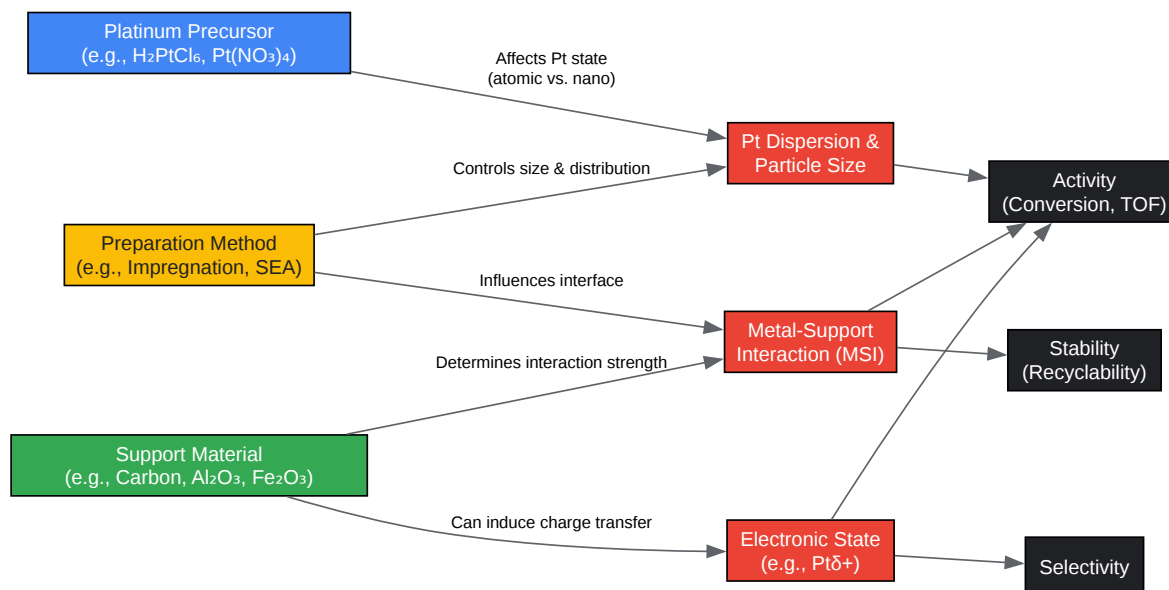 Platinum Precursor
(e.g., H₂PtCl₆, Pt(NO₃)₄)
Affects Pt state
(atomic vs. nano)
Pt Dispersion &
Particle Size
Controls size & distribution
Activity
(Conversion, TOF)
Preparation Method
(e.g., Impregnation, SEA)
Influences interface
Metal-Support
Interaction (MSI)
Stability
(Recyclability)
Determines interaction strength
Support Material
(e.g., Carbon, Al₂O₃, Fe₂O₃)
Can induce charge transfer
Electronic State
(e.g., Ptδ+)
Selectivity